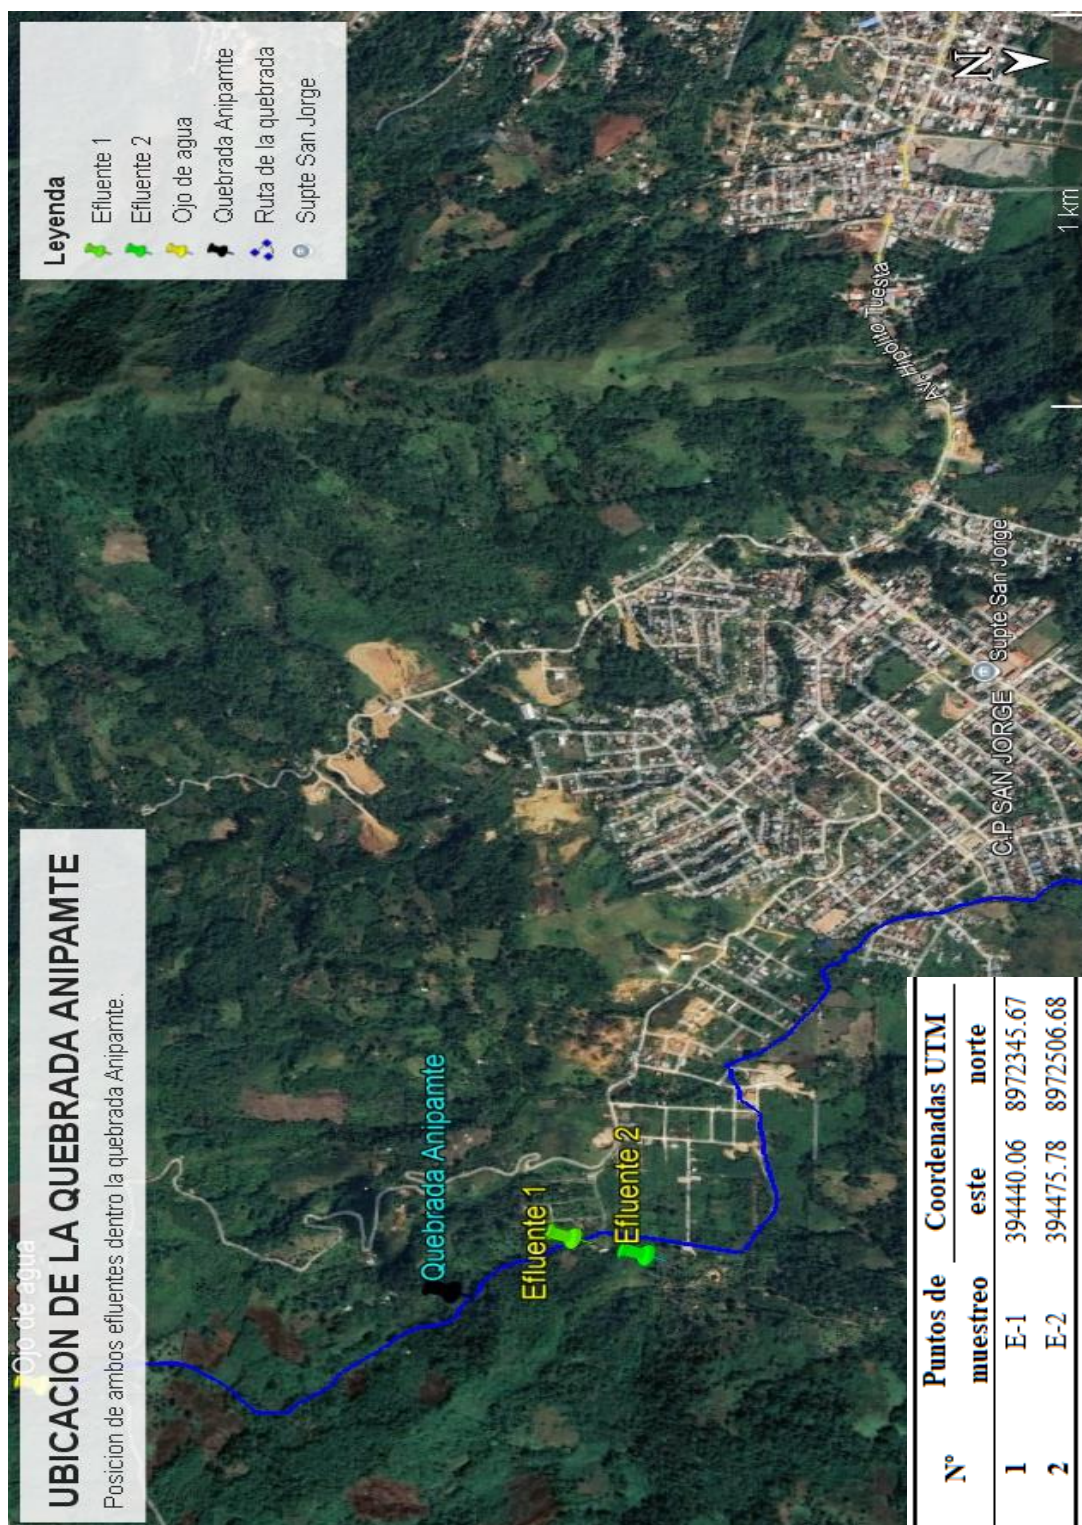 Ojo de agua
UBICACION DE LA QUEBRADA ANIPAMTE
Posicion de ambos efluentes dentro la quebrada Anipamte.
Leyenda
Efluente 1
Efluente 2
Ojo de agua
Quebrada Anipamte
Ruta de la quebrada
Supte San Jorge
Quebrada Anipamte
Efluente 1
Efluente 2
Av. Hipólito Tuesta
C.P SAN JORGE
Supte San Jorge
N
1 km
N° Puntos de muestreo Coordenadas UTM
este norte
1 E-1 394440.06 8972345.67
2 E-2 394475.78 8972506.68